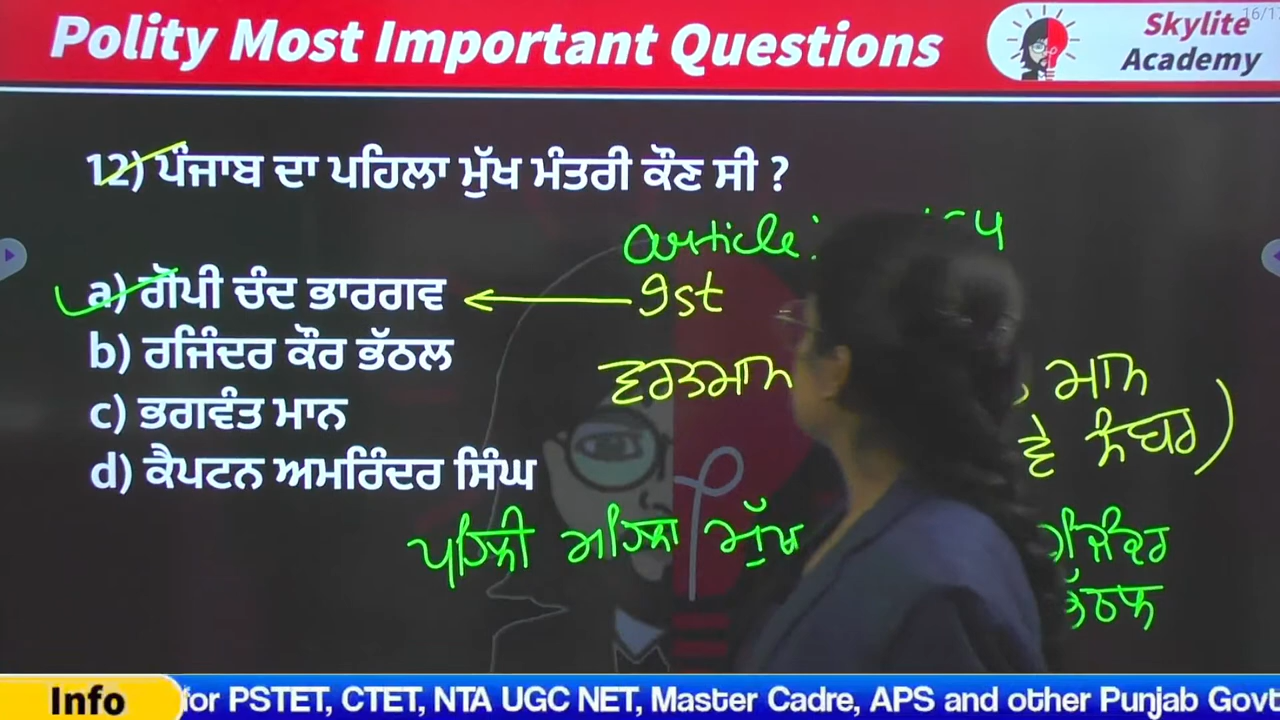 Polity Most Important Questions
Skylite
Academy
12) ਪੰਜਾਬ ਦਾ ਪਹਿਲਾ ਮੁੱਖ ਮੰਤਰੀ ਕੌਣ ਸੀ ?
article:
a) ਗੋਪੀ ਚੰਦ ਭਾਰਗਵ
9st
b) ਰਜਿੰਦਰ ਕੌਰ ਭੱਠਲ
ਵਰਤਮਾਨ ਮਾਨ
c) ਭਗਵੰਤ ਮਾਨ
d) ਕੈਪਟਨ ਅਮਰਿੰਦਰ ਸਿੰਘ
ਪਹਿਲੀ ਮਹਿਲਾ ਮੁੱਖ
Info
for PSTET, CTET, NTA UGC NET, Master Cadre, APS and other Punjab Govt